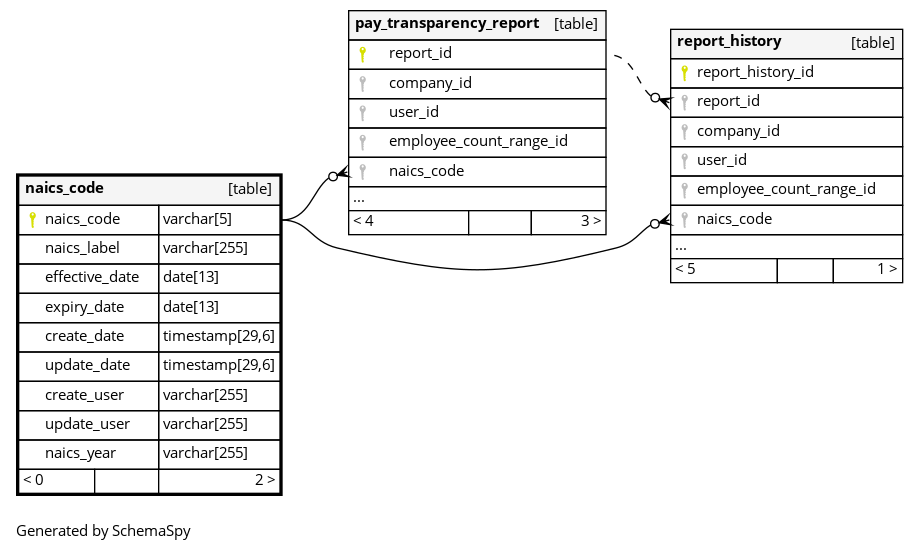 pay_transparency_report [table]
report_id
company_id
user_id
employee_count_range_id
naics_code
...
< 4 3 >
report_history [table]
report_history_id
report_id
company_id
user_id
employee_count_range_id
naics_code
...
< 5 1 >
naics_code [table]
naics_code varchar[5]
naics_label varchar[255]
effective_date date[13]
expiry_date date[13]
create_date timestamp[29,6]
update_date timestamp[29,6]
create_user varchar[255]
update_user varchar[255]
naics_year varchar[255]
< 0 2 >
Generated by SchemaSpy